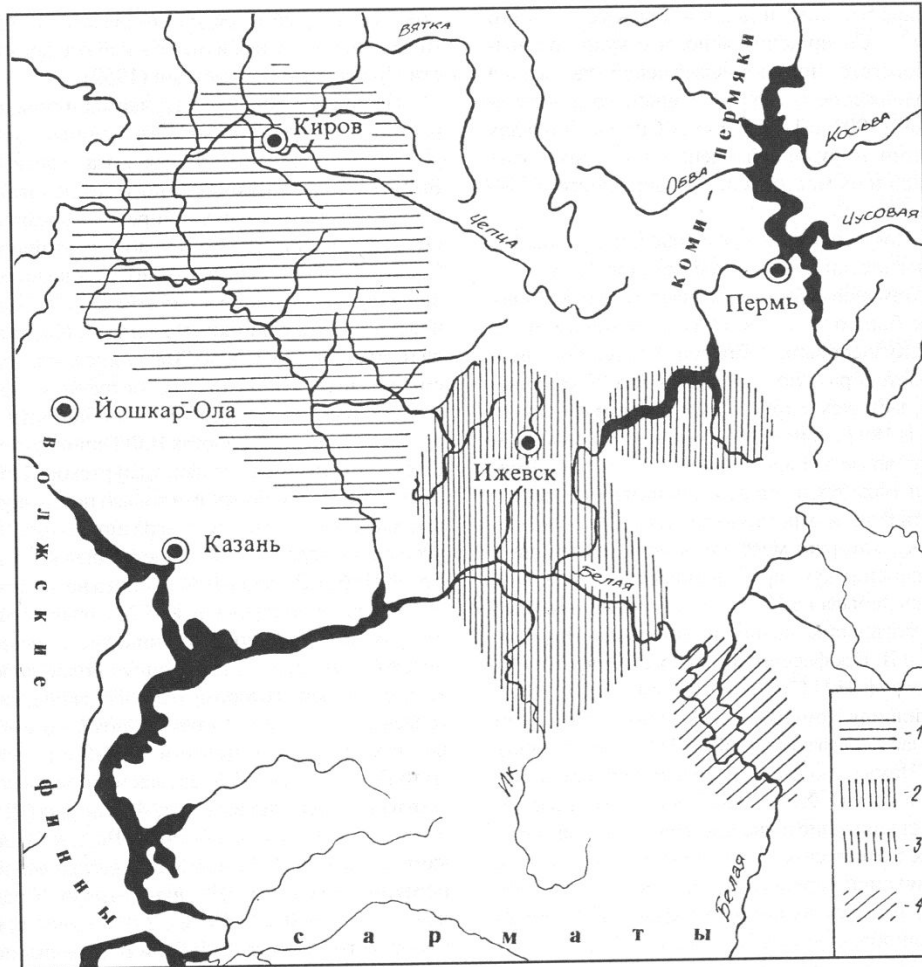 ВЯТКА
Киров
КОМИ-ПЕРМЯКИ
КОСЬВА
ОБВА
ЧЕПЦА
ЧУСОВАЯ
Пермь
Йошкар-Ола
Ижевск
Казань
ВОЛЖСКИЕ ФИННЫ
БЕЛАЯ
ИК
БЕЛАЯ
САРМАТЫ
-1
-2
-3
-4